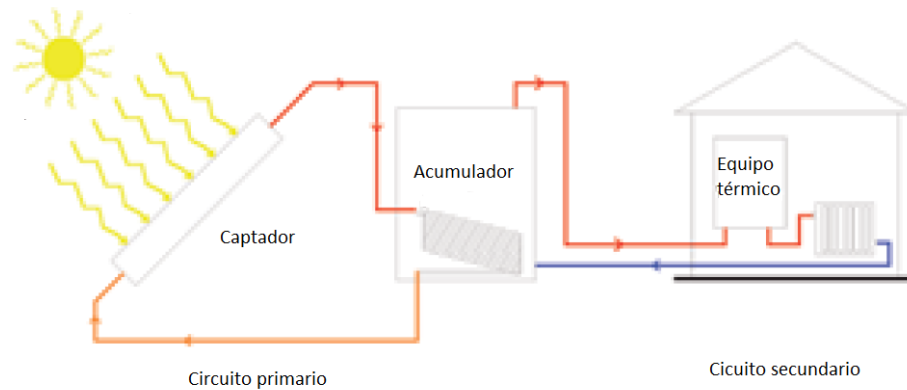 Captador
Acumulador
Equipo
térmico
Circuito primario
Cicuito secundario